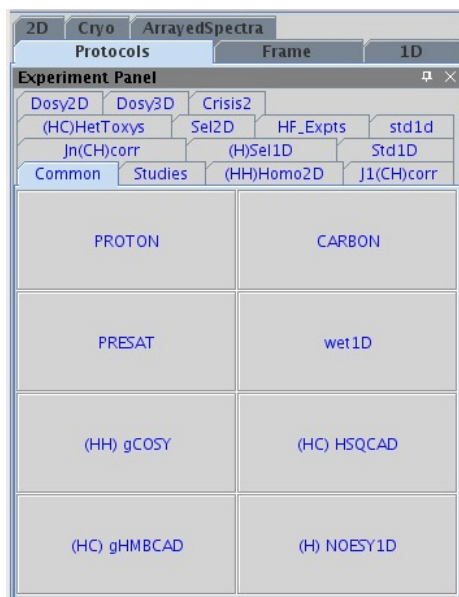 2D Cryo ArrayedSpectra
Protocols Frame 1D
Experiment Panel
Dosy2D Dosy3D Crisis2
(HC)HetToxys Sel2D HF_Expts std1d
Jn(CH)corr (H)Sel1D Std1D
Common Studies (HH)Homo2D J1(CH)corr
PROTON CARBON
PRESAT wet1D
(HH) gCOSY (HC) HSQCAD
(HC) gHMBCAD (H) NOESY1D